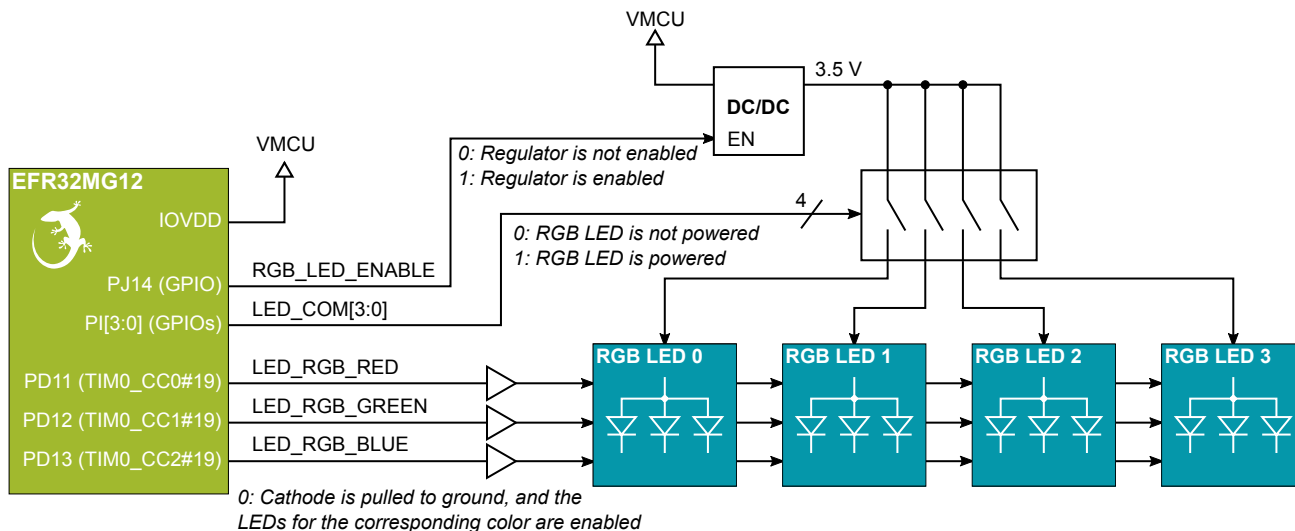 VMCU
3.5 V
DC/DC
EN
0: Regulator is not enabled
1: Regulator is enabled
VMCU
EFR32MG12
IOVDD
4
0: RGB LED is not powered
1: RGB LED is powered
RGB_LED_ENABLE
PJ14 (GPIO)
LED_COM[3:0]
PI[3:0] (GPIOs)
RGB LED 0
RGB LED 1
RGB LED 2
RGB LED 3
LED_RGB_RED
PD11 (TIM0_CC0#19)
LED_RGB_GREEN
PD12 (TIM0_CC1#19)
LED_RGB_BLUE
PD13 (TIM0_CC2#19)
0: Cathode is pulled to ground, and the
LEDs for the corresponding color are enabled